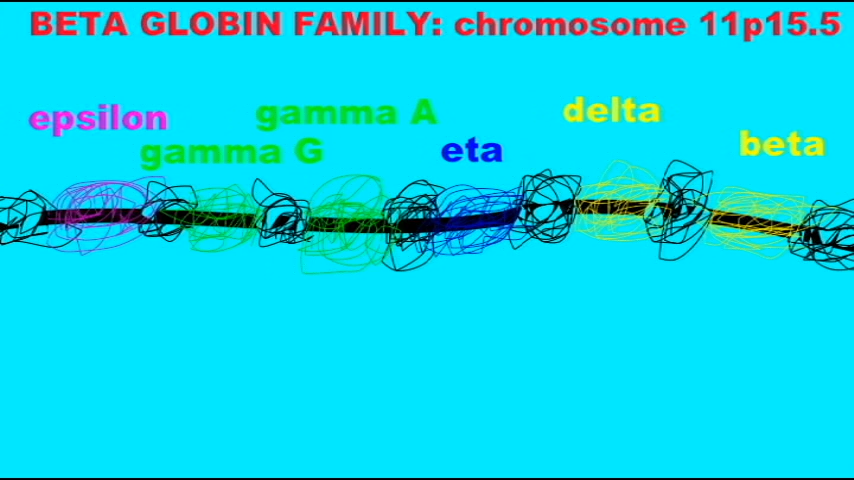 BETA GLOBIN FAMILY: chromosome 11p15.5
epsilon
gamma G
gamma A
eta
delta
beta